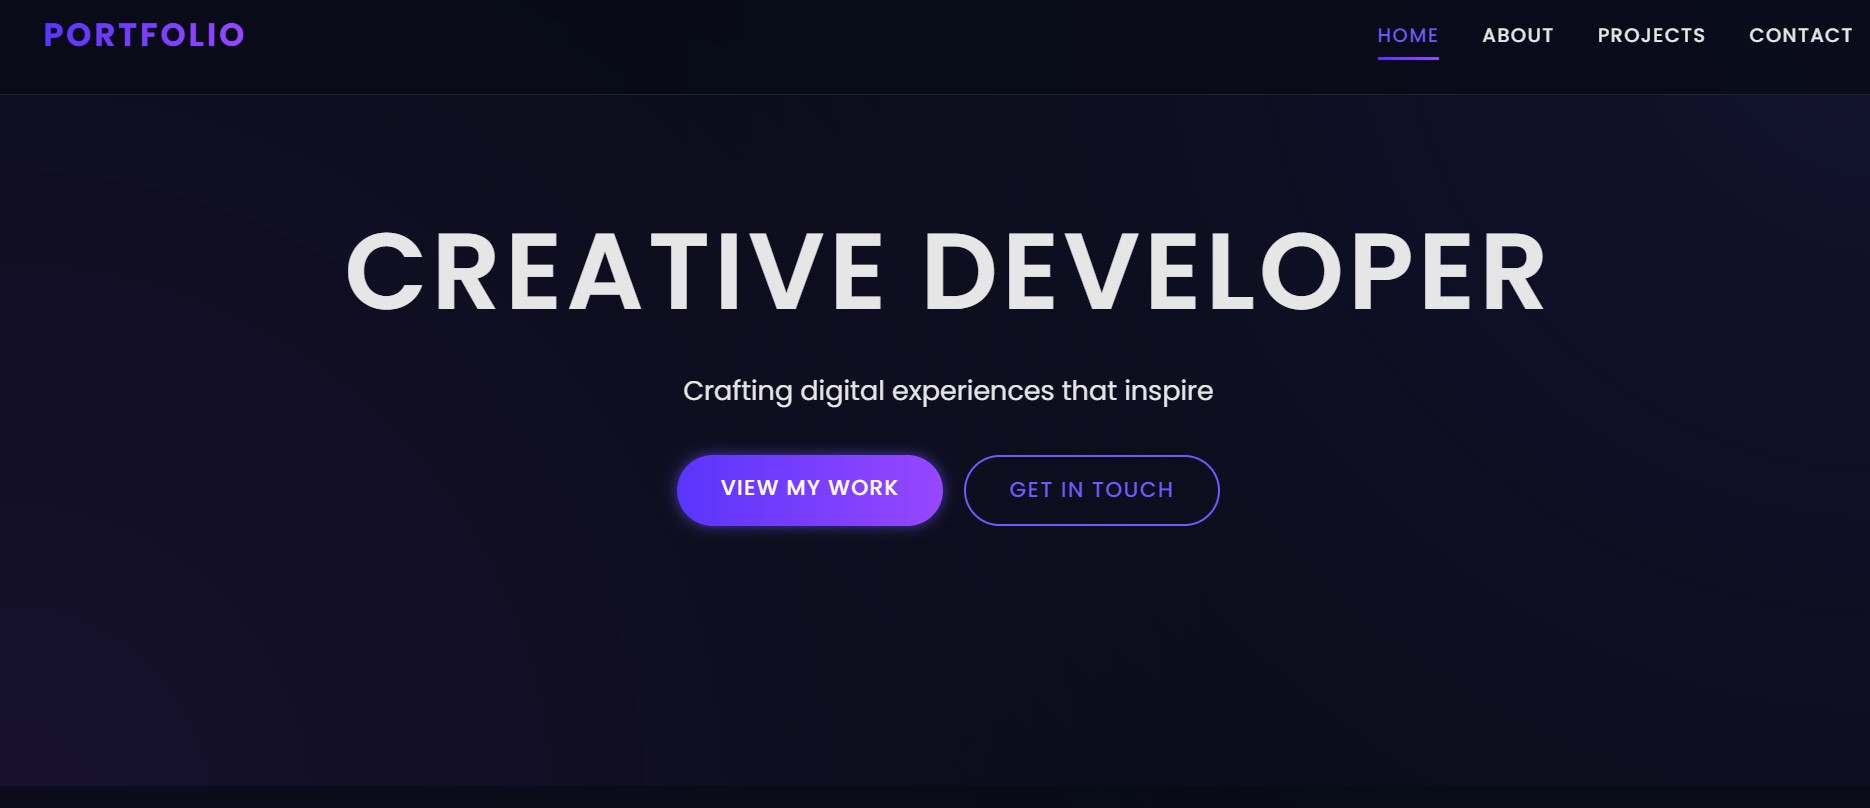 PORTFOLIO
HOME ABOUT PROJECTS CONTACT
CREATIVE DEVELOPER
Crafting digital experiences that inspire
VIEW MY WORK
GET IN TOUCH